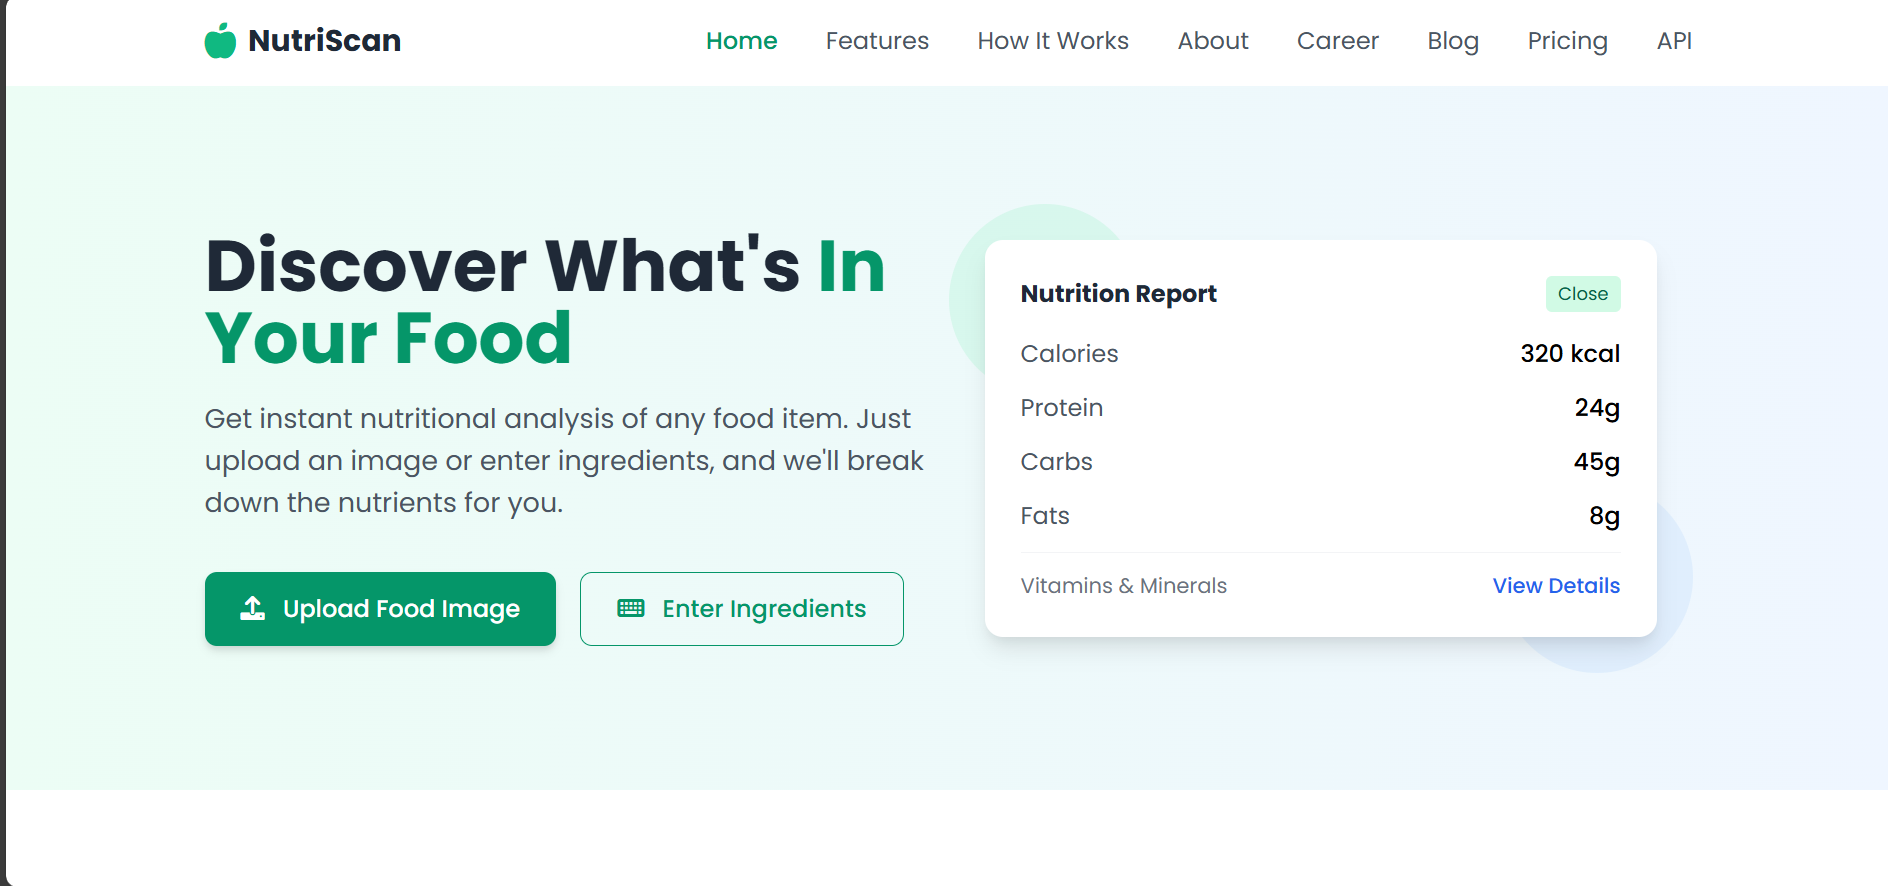 NutriScan
Home Features How It Works About Career Blog Pricing API
Discover What's In
Your Food
Get instant nutritional analysis of any food item. Just
upload an image or enter ingredients, and we'll break
down the nutrients for you.
Upload Food Image
Enter Ingredients
Nutrition Report Close
Calories 320 kcal
Protein 24g
Carbs 45g
Fats 8g
Vitamins & Minerals View Details